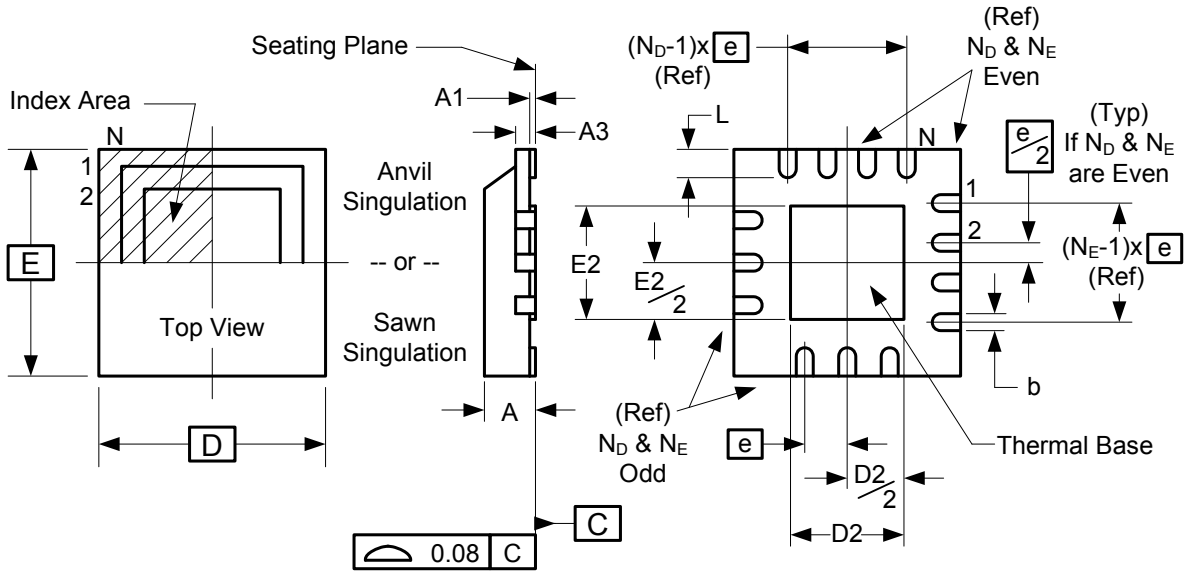 Seating Plane
(N_D-1)x e
(Ref)
(Ref)
N_D & N_E
Even
Index Area
A1
A3
L
N
N
(Typ)
e/2
If N_D & N_E
are Even
1
2
Anvil
Singulation
1
2
E
-- or --
E2
E2/2
(N_E-1)x e
(Ref)
Top View
Sawn
Singulation
b
A
(Ref)
N_D & N_E
Odd
e
Thermal Base
D
D2/2
C
D2
0.08 C